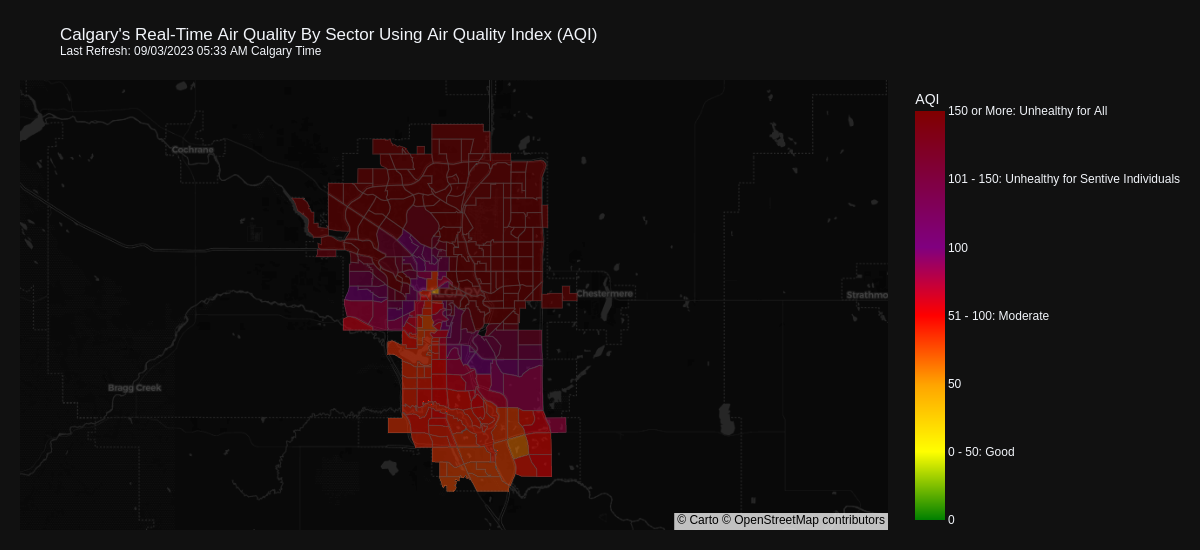 Calgary's Real-Time Air Quality By Sector Using Air Quality Index (AQI)
Last Refresh: 09/03/2023 05:33 AM Calgary Time
AQI
150 or More: Unhealthy for All
Cochrane
101 - 150: Unhealthy for Sentive Individuals
100
Chestermere
Strathmo
51 - 100: Moderate
Bragg Creek
50
0 - 50: Good
0
© Carto © OpenStreetMap contributors